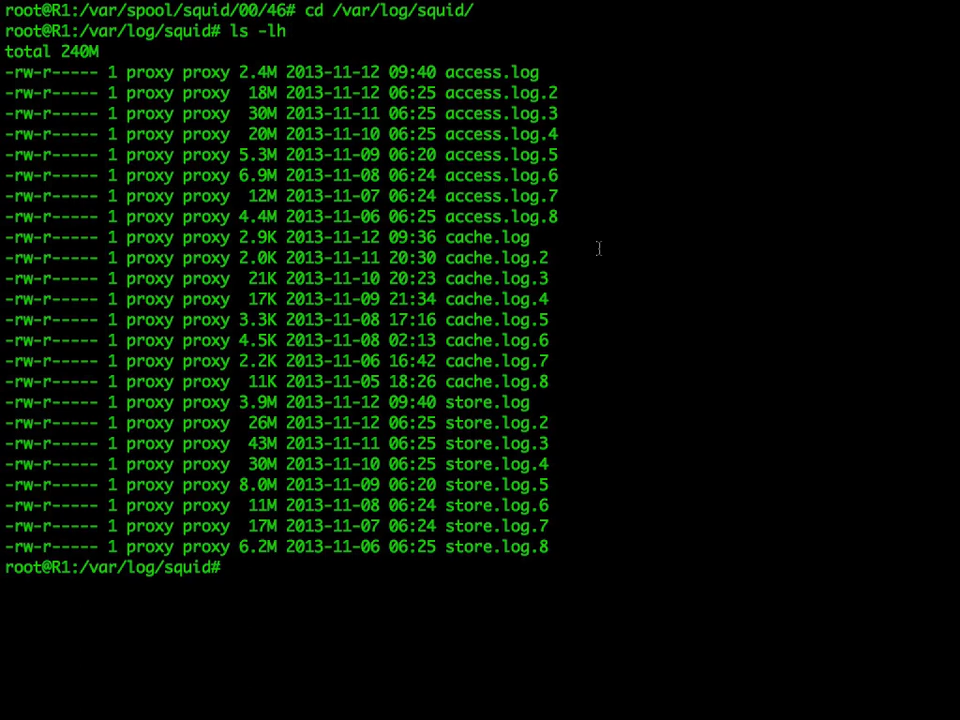 root@R1:/var/spool/squid/00/46# cd /var/log/squid/
root@R1:/var/log/squid# ls -lh
total 240M
-rw-r----- 1 proxy proxy 2.4M 2013-11-12 09:40 access.log
-rw-r----- 1 proxy proxy  18M 2013-11-12 06:25 access.log.2
-rw-r----- 1 proxy proxy  30M 2013-11-11 06:25 access.log.3
-rw-r----- 1 proxy proxy  20M 2013-11-10 06:25 access.log.4
-rw-r----- 1 proxy proxy 5.3M 2013-11-09 06:20 access.log.5
-rw-r----- 1 proxy proxy 6.9M 2013-11-08 06:24 access.log.6
-rw-r----- 1 proxy proxy  12M 2013-11-07 06:24 access.log.7
-rw-r----- 1 proxy proxy 4.4M 2013-11-06 06:25 access.log.8
-rw-r----- 1 proxy proxy 2.9K 2013-11-12 09:36 cache.log
-rw-r----- 1 proxy proxy 2.0K 2013-11-11 20:30 cache.log.2
-rw-r----- 1 proxy proxy  21K 2013-11-10 20:23 cache.log.3
-rw-r----- 1 proxy proxy  17K 2013-11-09 21:34 cache.log.4
-rw-r----- 1 proxy proxy 3.3K 2013-11-08 17:16 cache.log.5
-rw-r----- 1 proxy proxy 4.5K 2013-11-08 02:13 cache.log.6
-rw-r----- 1 proxy proxy 2.2K 2013-11-06 16:42 cache.log.7
-rw-r----- 1 proxy proxy  11K 2013-11-05 18:26 cache.log.8
-rw-r----- 1 proxy proxy 3.9M 2013-11-12 09:40 store.log
-rw-r----- 1 proxy proxy  26M 2013-11-12 06:25 store.log.2
-rw-r----- 1 proxy proxy  43M 2013-11-11 06:25 store.log.3
-rw-r----- 1 proxy proxy  30M 2013-11-10 06:25 store.log.4
-rw-r----- 1 proxy proxy 8.0M 2013-11-09 06:20 store.log.5
-rw-r----- 1 proxy proxy  11M 2013-11-08 06:24 store.log.6
-rw-r----- 1 proxy proxy  17M 2013-11-07 06:24 store.log.7
-rw-r----- 1 proxy proxy 6.2M 2013-11-06 06:25 store.log.8
root@R1:/var/log/squid#